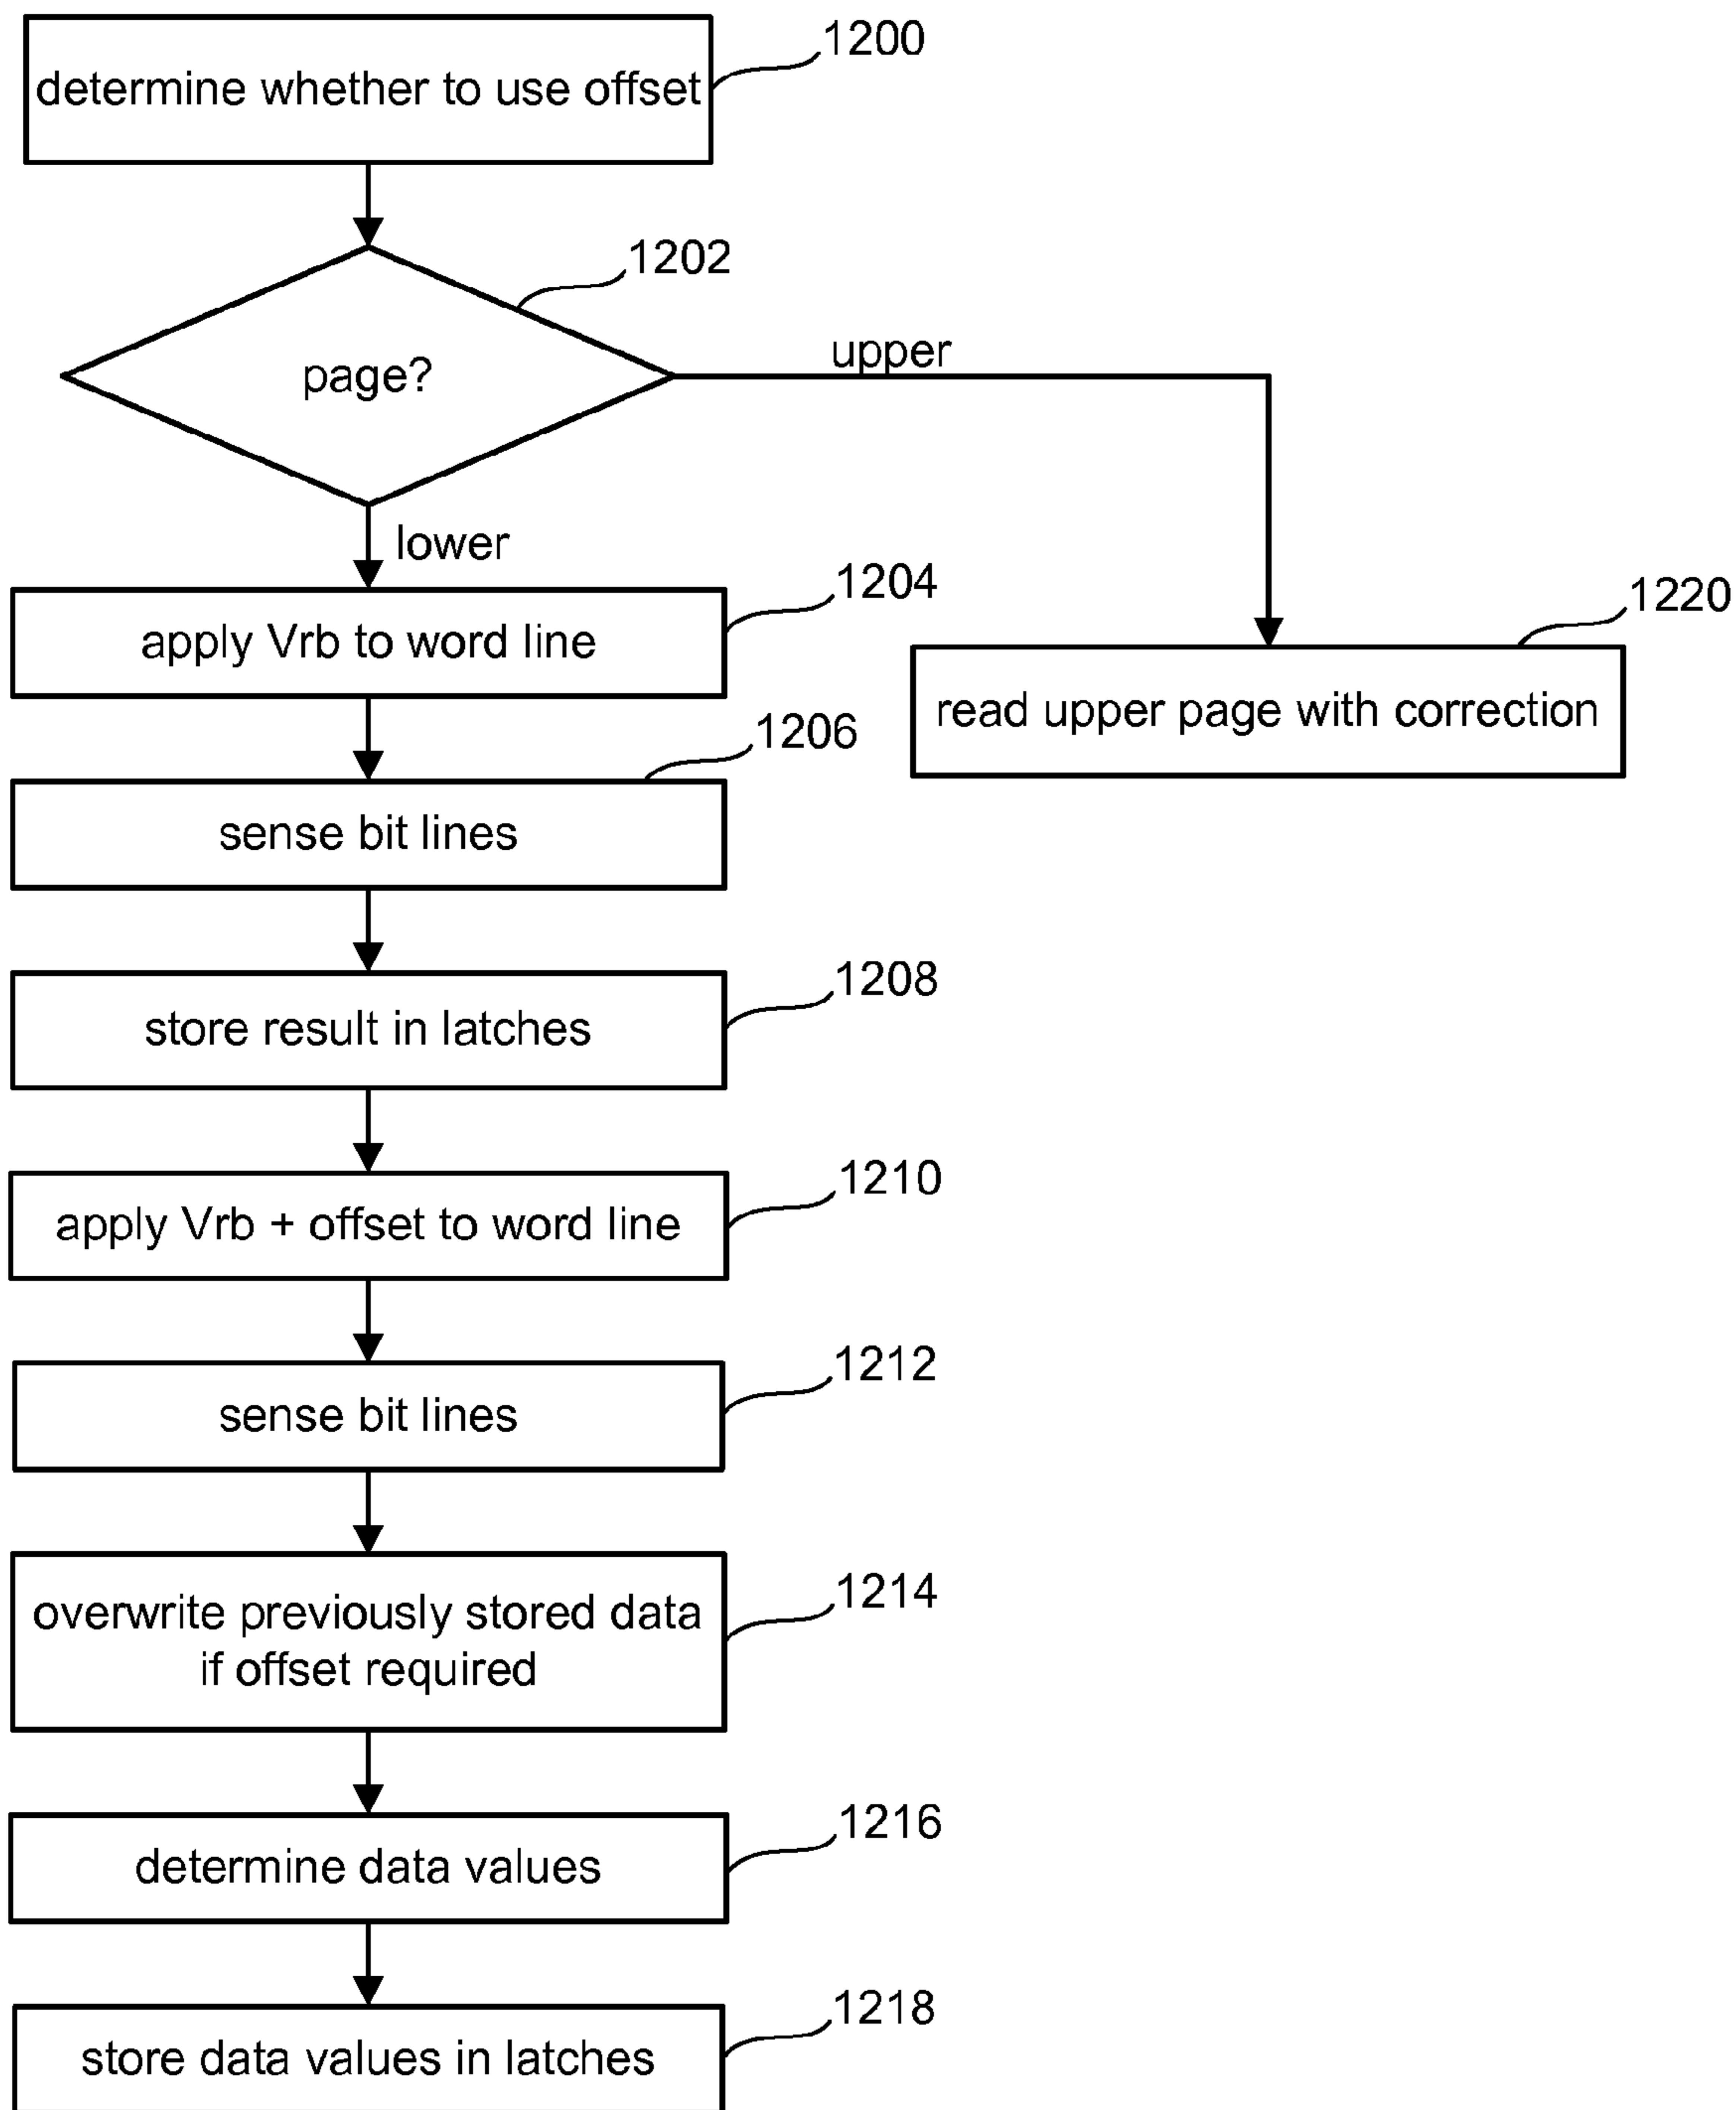 1200
determine whether to use offset
1202
page?
upper
lower
1204
apply Vrb to word line
1220
read upper page with correction
1206
sense bit lines
1208
store result in latches
1210
apply Vrb + offset to word line
1212
sense bit lines
1214
overwrite previously stored data
if offset required
1216
determine data values
1218
store data values in latches